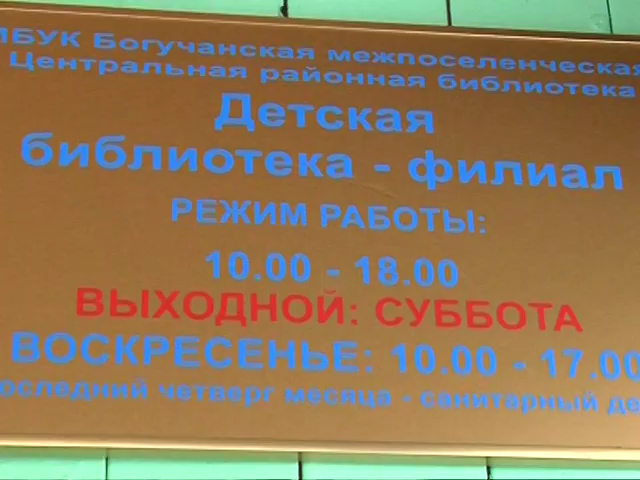 МБУК Богучанская межпоселенческая
Центральная районная библиотека
Детская
библиотека - филиал
РЕЖИМ РАБОТЫ:
10.00 - 18.00
ВЫХОДНОЙ: СУББОТА
ВОСКРЕСЕНЬЕ: 10.00 - 17.00
последний четверг месяца - санитарный де